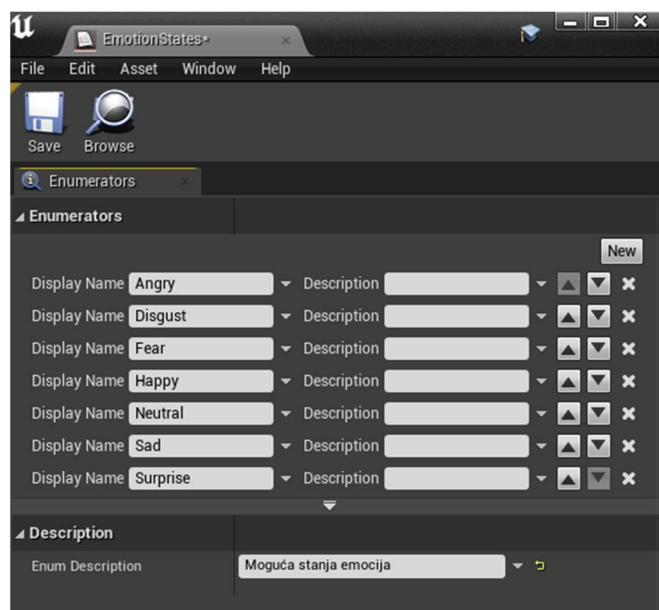 EmotionStates*
File Edit Asset Window Help
Save Browse
Enumerators
Enumerators
New
Display Name Angry Description
Display Name Disgust Description
Display Name Fear Description
Display Name Happy Description
Display Name Neutral Description
Display Name Sad Description
Display Name Surprise Description
Description
Enum Description Moguća stanja emocija